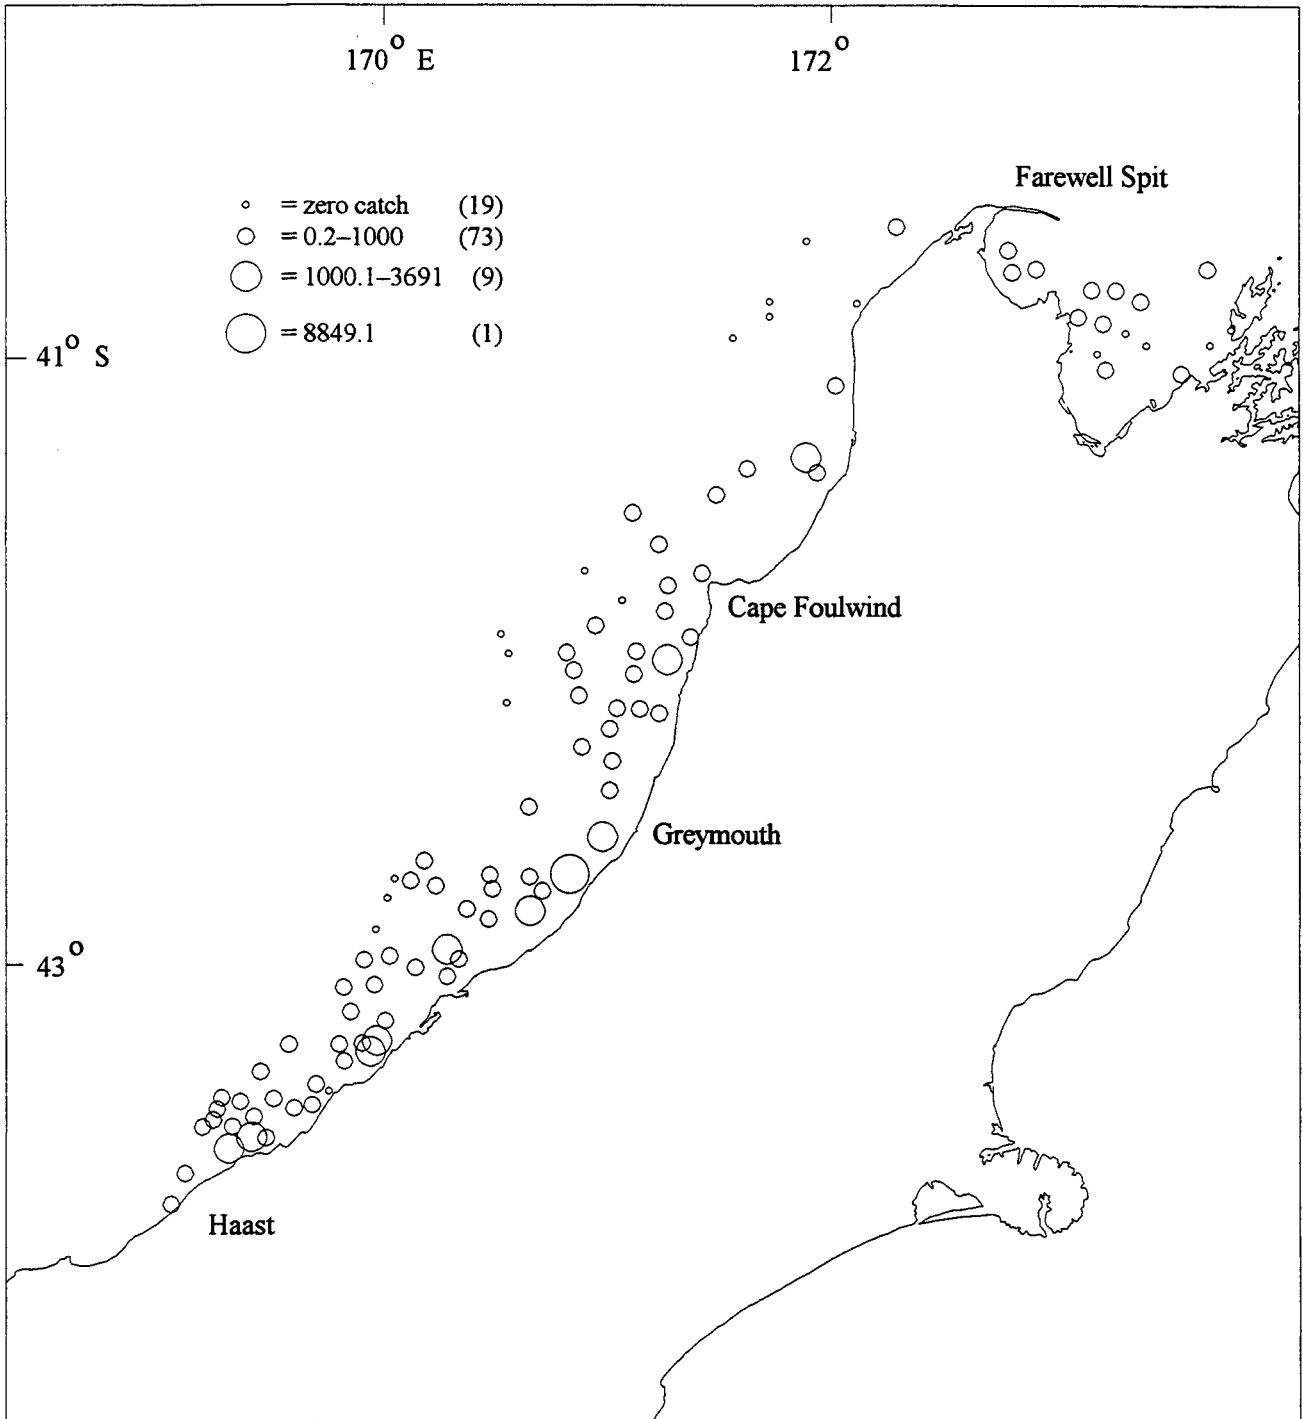 170° E
172°
Farewell Spit
= zero catch (19)
= 0.2–1000 (73)
= 1000.1–3691 (9)
= 8849.1 (1)
41° S
Cape Foulwind
Greymouth
43°
Haast